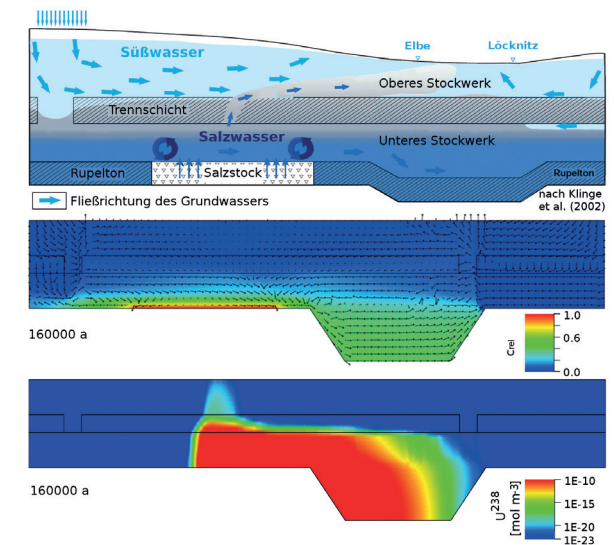 Süßwasser
Elbe
Löcknitz
Oberes Stockwerk
Trennschicht
Salzwasser
Unteres Stockwerk
Rupelton
Salzstock
Rupelton
Fließrichtung des Grundwassers
nach Klinge
et al. (2002)
160000 a
Crel
1.0
0.6
0.0
160000 a
U238
[mol m-3]
1E-10
1E-15
1E-20
1E-23